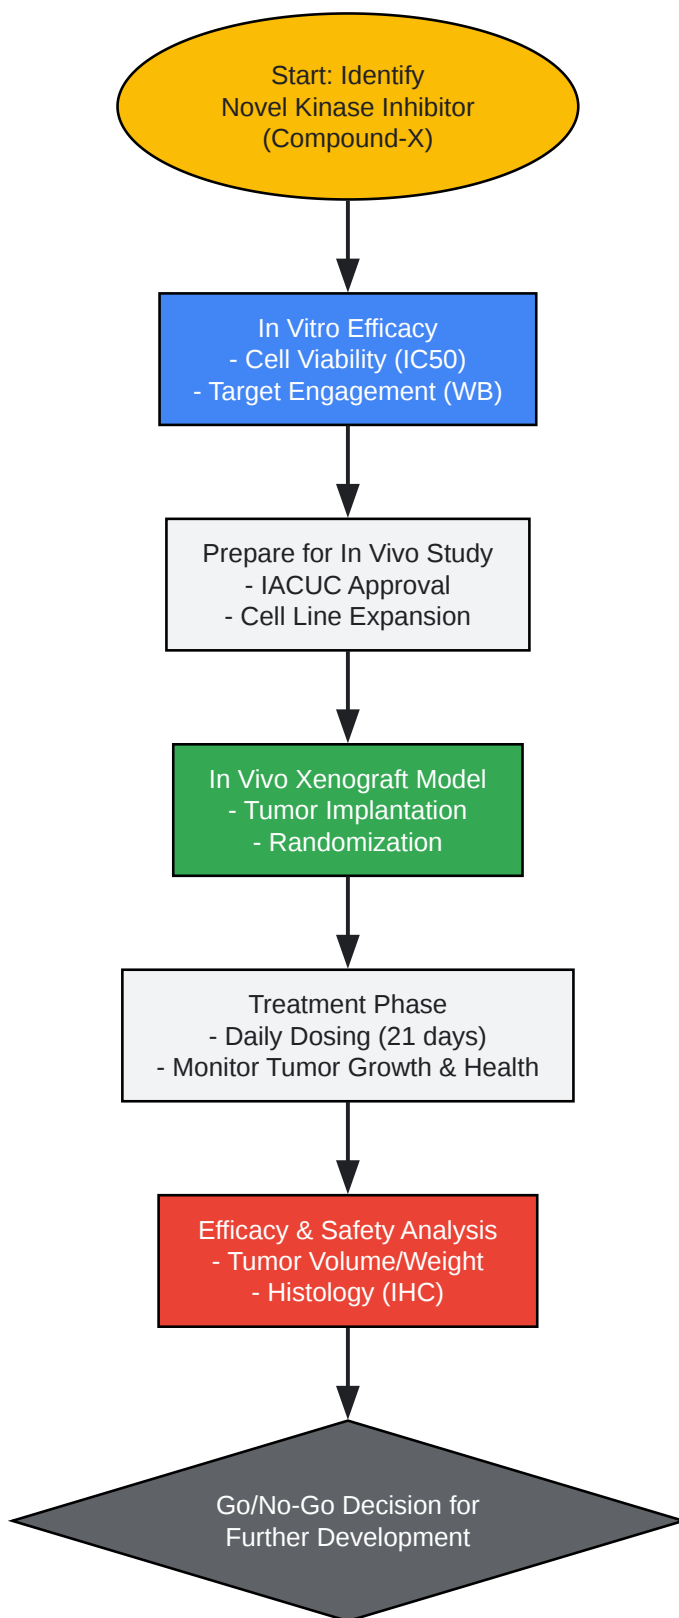 Start: Identify
Novel Kinase Inhibitor
(Compound-X)
In Vitro Efficacy
- Cell Viability (IC50)
- Target Engagement (WB)
Prepare for In Vivo Study
- IACUC Approval
- Cell Line Expansion
In Vivo Xenograft Model
- Tumor Implantation
- Randomization
Treatment Phase
- Daily Dosing (21 days)
- Monitor Tumor Growth & Health
Efficacy & Safety Analysis
- Tumor Volume/Weight
- Histology (IHC)
Go/No-Go Decision for
Further Development